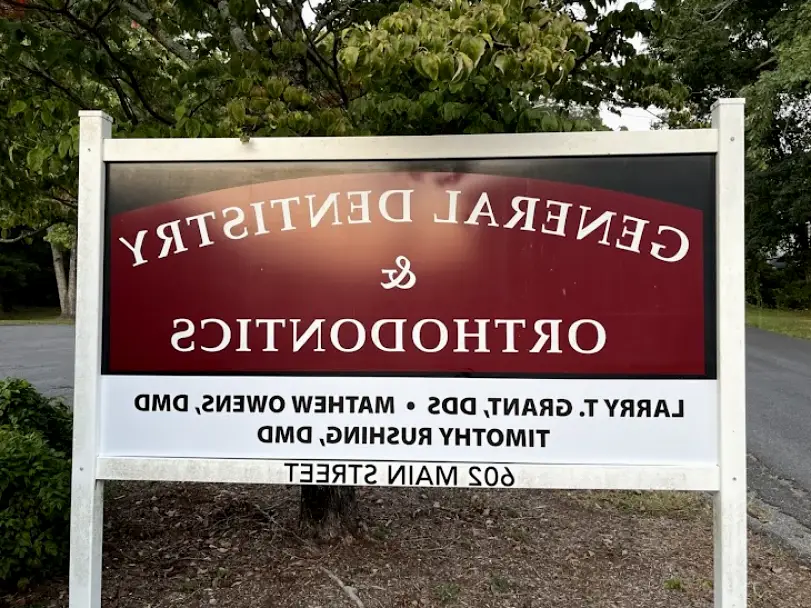 GENERAL DENTISTRY
&
ORTHODONTICS
LARRY T. GRANT, DDS, • MATHEW OWENS, DMD
TIMOTHY RUSHING, DMD
602 MAIN STREET